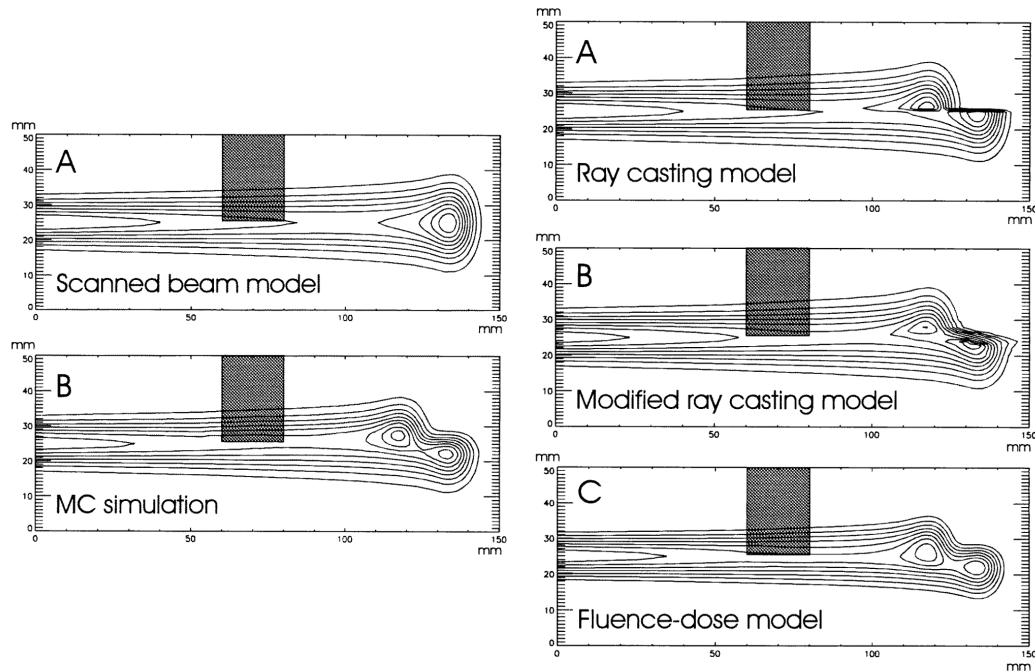 mm
50
40
30
20
10
0
A
Scanned beam model
0 50 100 150
mm
mm
50
40
30
20
10
0
B
MC simulation
0 50 100 150
mm
mm
50
40
30
20
10
0
A
Ray casting model
0 50 100 150
mm
mm
50
40
30
20
10
0
B
Modified ray casting model
0 50 100 150
mm
mm
50
40
30
20
10
0
C
Fluence-dose model
0 50 100 150
mm